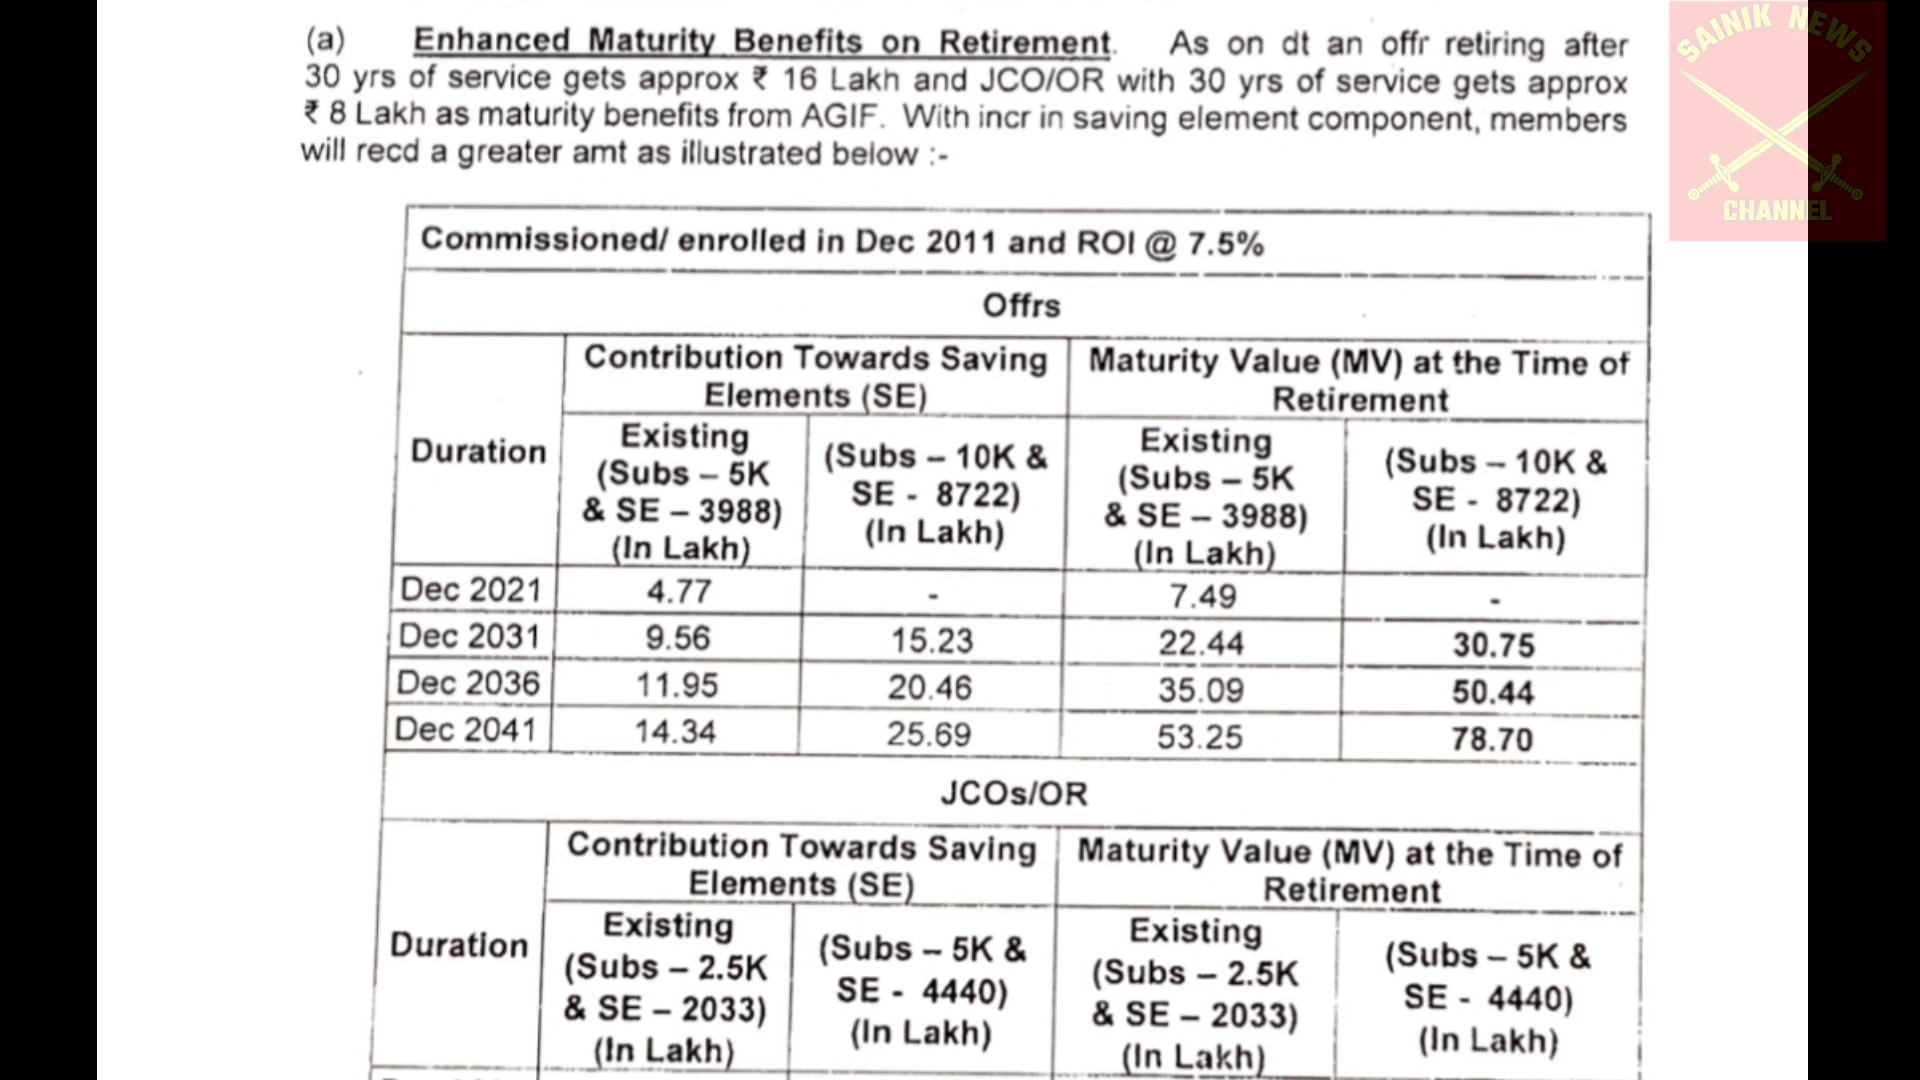 (a) Enhanced Maturity Benefits on Retirement. As on dt an offr retiring after
30 yrs of service gets approx ₹ 16 Lakh and JCO/OR with 30 yrs of service gets approx
₹ 8 Lakh as maturity benefits from AGIF. With incr in saving element component, members
will recd a greater amt as illustrated below :-
SAINIK NEWS
CHANNEL
Commissioned/ enrolled in Dec 2011 and ROI @ 7.5%
Offrs
Duration
Contribution Towards Saving
Elements (SE)
Maturity Value (MV) at the Time of
Retirement
Existing
(Subs – 5K
& SE – 3988)
(In Lakh)
(Subs – 10K &
SE - 8722)
(In Lakh)
Existing
(Subs – 5K
& SE – 3988)
(In Lakh)
(Subs – 10K &
SE - 8722)
(In Lakh)
Dec 2021 4.77 - 7.49 -
Dec 2031 9.56 15.23 22.44 30.75
Dec 2036 11.95 20.46 35.09 50.44
Dec 2041 14.34 25.69 53.25 78.70
JCOs/OR
Duration
Contribution Towards Saving
Elements (SE)
Maturity Value (MV) at the Time of
Retirement
Existing
(Subs – 2.5K
& SE – 2033)
(In Lakh)
(Subs – 5K &
SE - 4440)
(In Lakh)
Existing
(Subs – 2.5K
& SE – 2033)
(In Lakh)
(Subs – 5K &
SE - 4440)
(In Lakh)